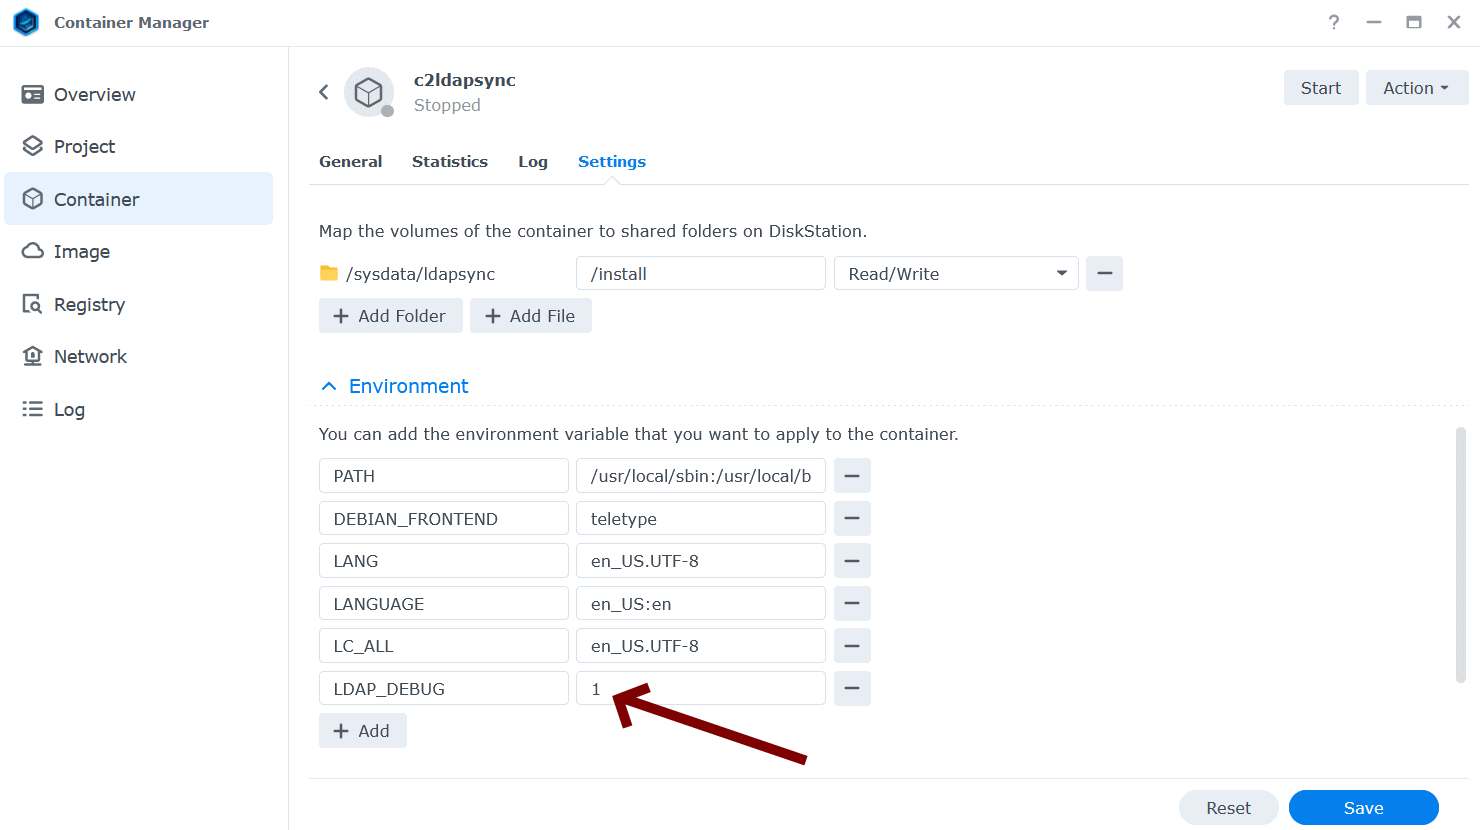 Container Manager
?
Overview
Project
Container
Image
Registry
Network
Log
c2ldapsync
Stopped
Start
Action
General Statistics Log Settings
Map the volumes of the container to shared folders on DiskStation.
/sysdata/ldapsync /install Read/Write
Add Folder Add File
Environment
You can add the environment variable that you want to apply to the container.
PATH /usr/local/sbin:/usr/local/b
DEBIAN_FRONTEND teletype
LANG en_US.UTF-8
LANGUAGE en_US:en
LC_ALL en_US.UTF-8
LDAP_DEBUG 1
Add
Reset Save